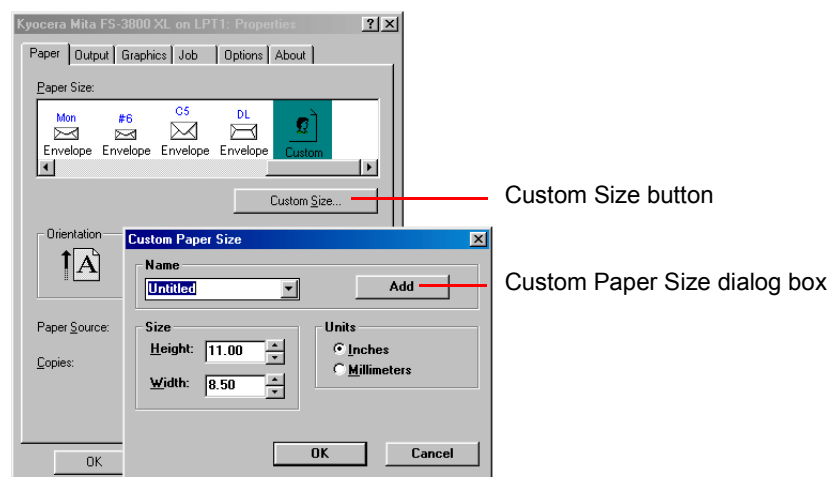 Kyocera Mita FS-3800 XL on LPT1: Properties
Paper Output Graphics Job Options About
Paper Size:
Mon #6 C5 DL
Envelope Envelope Envelope Envelope Custom
Custom Size...
Custom Size button
Orientation
A
Custom Paper Size
Name
Untitled
Add
Custom Paper Size dialog box
Paper Source:
Copies:
Size
Height: 11.00
Width: 8.50
Units
Inches
Millimeters
OK Cancel
OK